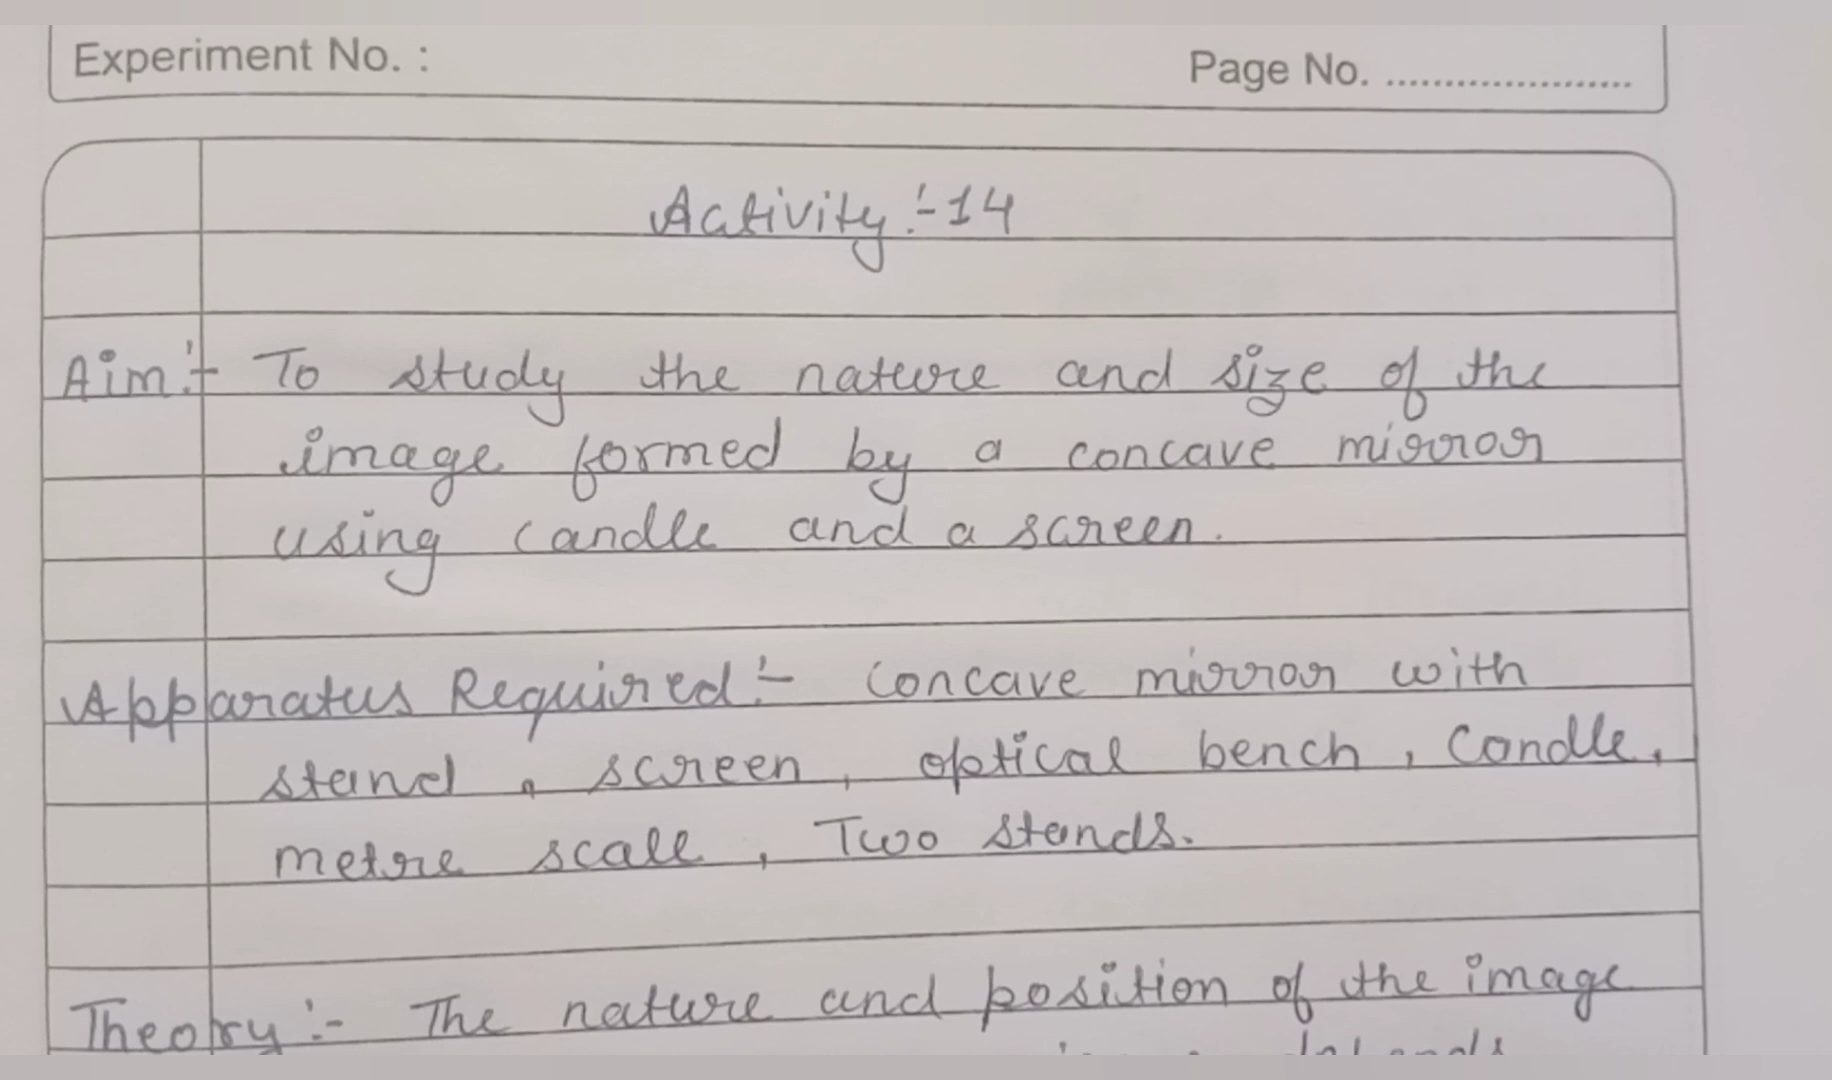 Experiment No. :
Page No. .....................
Activity :- 14
Aim :- To study the nature and size of the
image formed by a concave mirror
using candle and a screen.
Apparatus Required :- Concave mirror with
stand, screen, optical bench, Candle,
metre scale, Two stands.
Theory :- The nature and position of the image